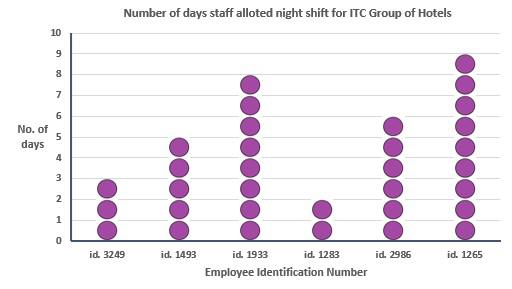 Number of days staff alloted night shift for ITC Group of Hotels
10
9
8
7
6
5
4
3
2
1
0
No. of
days
id. 3249 id. 1493 id. 1933 id. 1283 id. 2986 id. 1265
Employee Identification Number